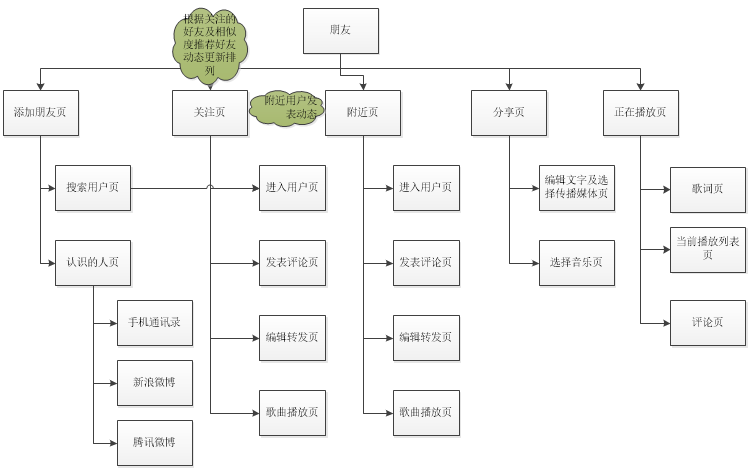 根据关注的
好友及相似
度推荐好友
动态更新排
列
朋友
添加朋友页
关注页
附近用户发
表动态
附近页
分享页
正在播放页
搜索用户页
进入用户页
进入用户页
编辑文字及选
择传播媒体页
歌词页
认识的人页
发表评论页
发表评论页
选择音乐页
当前播放列表
页
手机通讯录
编辑转发页
编辑转发页
评论页
新浪微博
歌曲播放页
歌曲播放页
腾讯微博